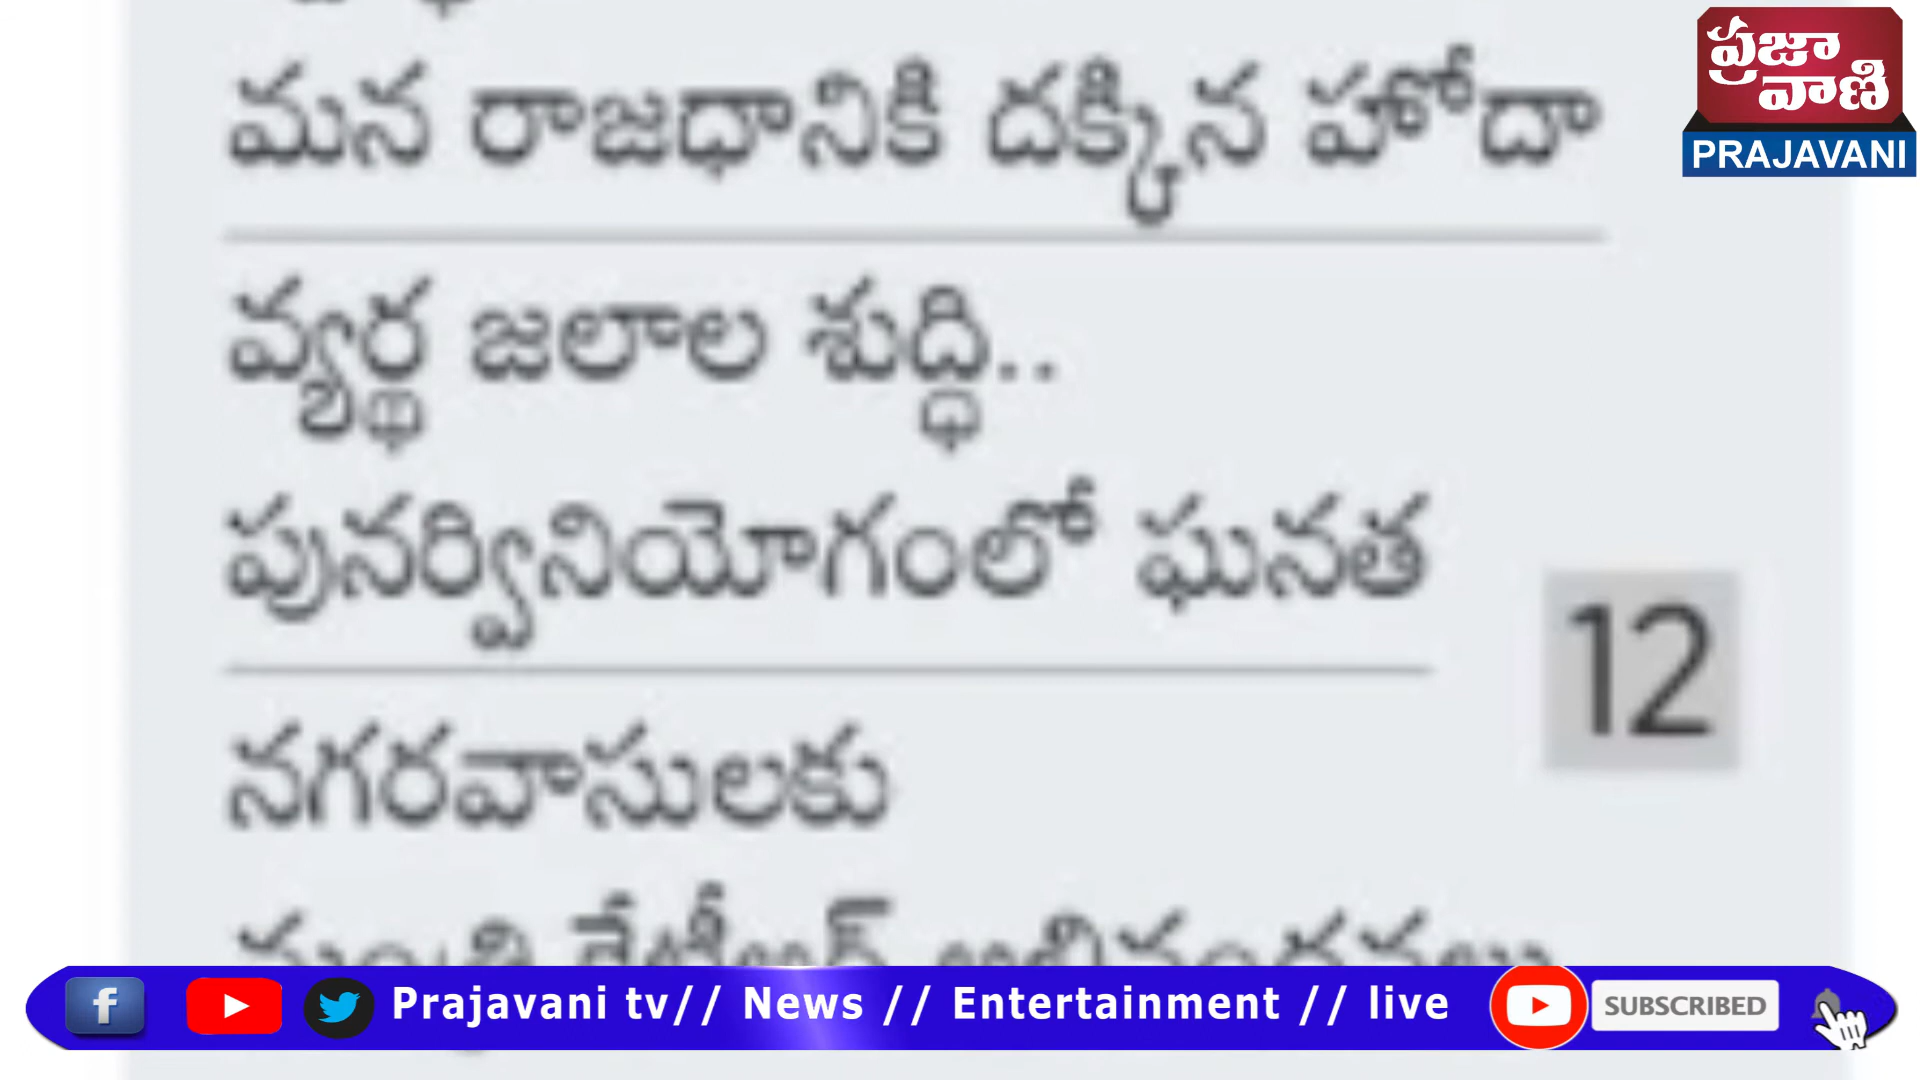 మన రాజధానికి దక్కిన హోదా
వ్యర్థ జలాల శుద్ధి..
పునర్వినియోగంలో ఘనత
12
నగరవాసులకు
ప్రజా
వాణి
PRAJAVANI
Prajavani tv// News // Entertainment // live
SUBSCRIBED